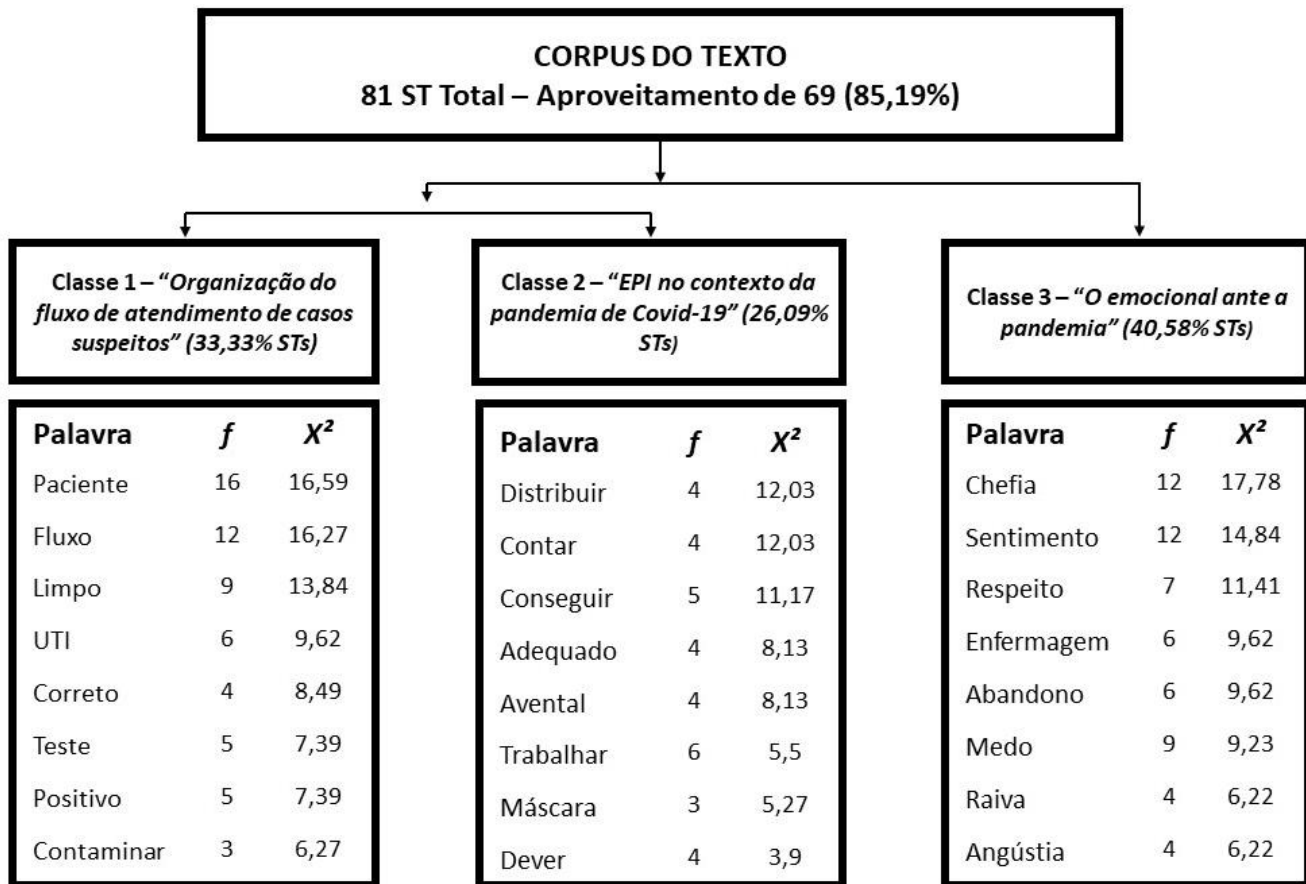 CORPUS DO TEXTO
81 ST Total – Aproveitamento de 69 (85,19%)
Classe 1 – “Organização do
fluxo de atendimento de casos
suspeitos” (33,33% STs)
Palavra f X²
Paciente 16 16,59
Fluxo 12 16,27
Limpo 9 13,84
UTI 6 9,62
Correto 4 8,49
Teste 5 7,39
Positivo 5 7,39
Contaminar 3 6,27
Classe 2 – “EPI no contexto da
pandemia de Covid-19” (26,09%
STs)
Palavra f X²
Distribuir 4 12,03
Contar 4 12,03
Conseguir 5 11,17
Adequado 4 8,13
Avental 4 8,13
Trabalhar 6 5,5
Máscara 3 5,27
Dever 4 3,9
Classe 3 – “O emocional ante a
pandemia” (40,58% STs)
Palavra f X²
Chefia 12 17,78
Sentimento 12 14,84
Respeito 7 11,41
Enfermagem 6 9,62
Abandono 6 9,62
Medo 9 9,23
Raiva 4 6,22
Angústia 4 6,22